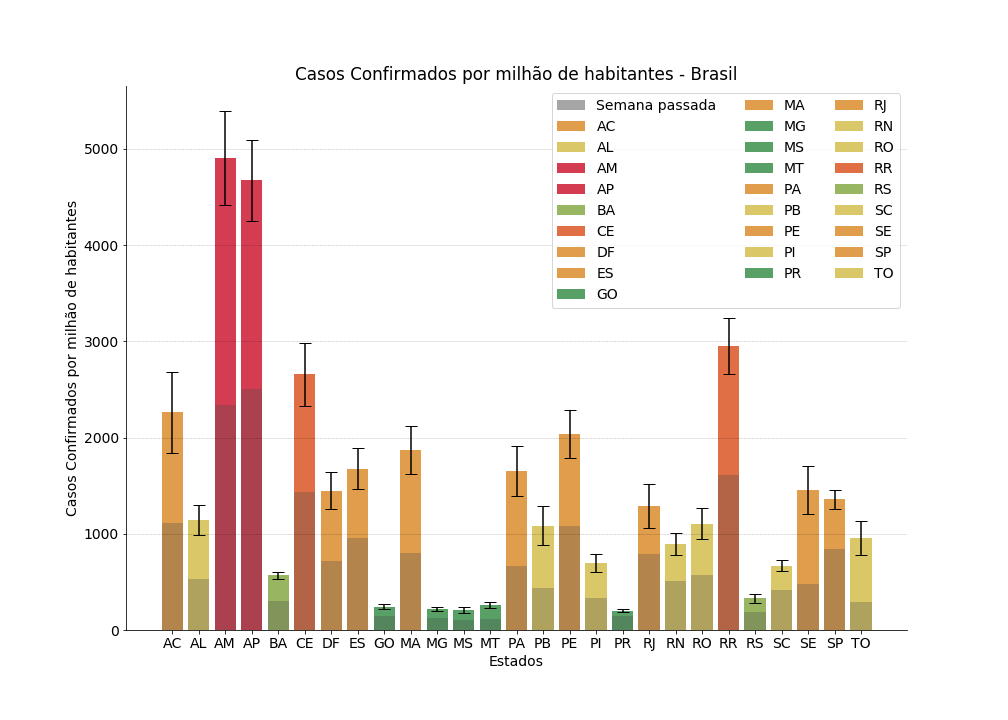 Casos Confirmados por milhão de habitantes - Brasil
Casos Confirmados por milhão de habitantes
5000
4000
3000
2000
1000
0
Semana passada
AC
AL
AM
AP
BA
CE
DF
ES
GO
MA
MG
MS
MT
PA
PB
PE
PI
PR
RJ
RN
RO
RR
RS
SC
SE
SP
TO
AC AL AM AP BA CE DF ES GO MA MG MS MT PA PB PE PI PR RJ RN RO RR RS SC SE SP TO
Estados